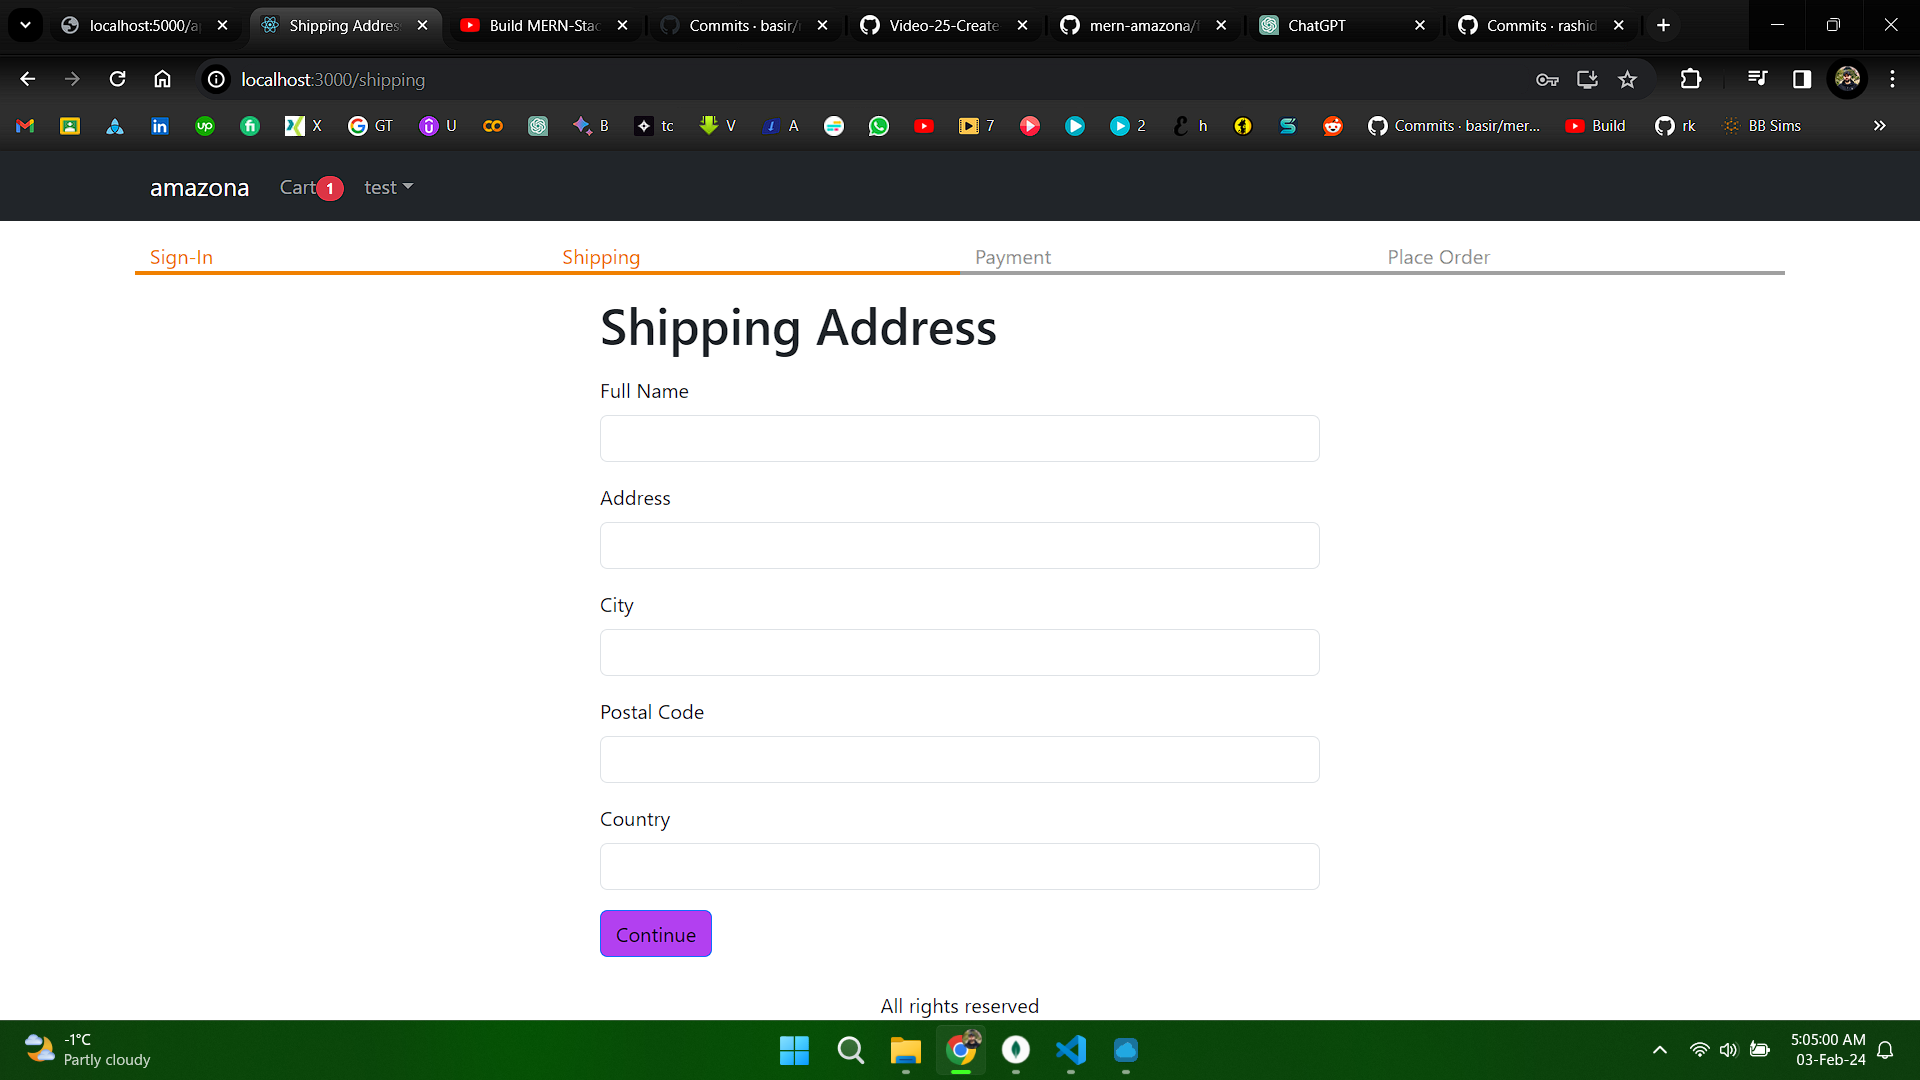 localhost:5000/a
Shipping Addres
Build MERN-Stac
Commits · basir/
Video-25-Create
mern-amazona/f
ChatGPT
Commits · rashid
localhost:3000/shipping
X
GT
U
B
tc
V
A
7
2
h
Commits · basir/mer...
Build
rk
BB Sims
amazona
Cart 1
test
Sign-In
Shipping
Payment
Place Order
Shipping Address
Full Name
Address
City
Postal Code
Country
Continue
All rights reserved
-1°C
Partly cloudy
5:05:00 AM
03-Feb-24